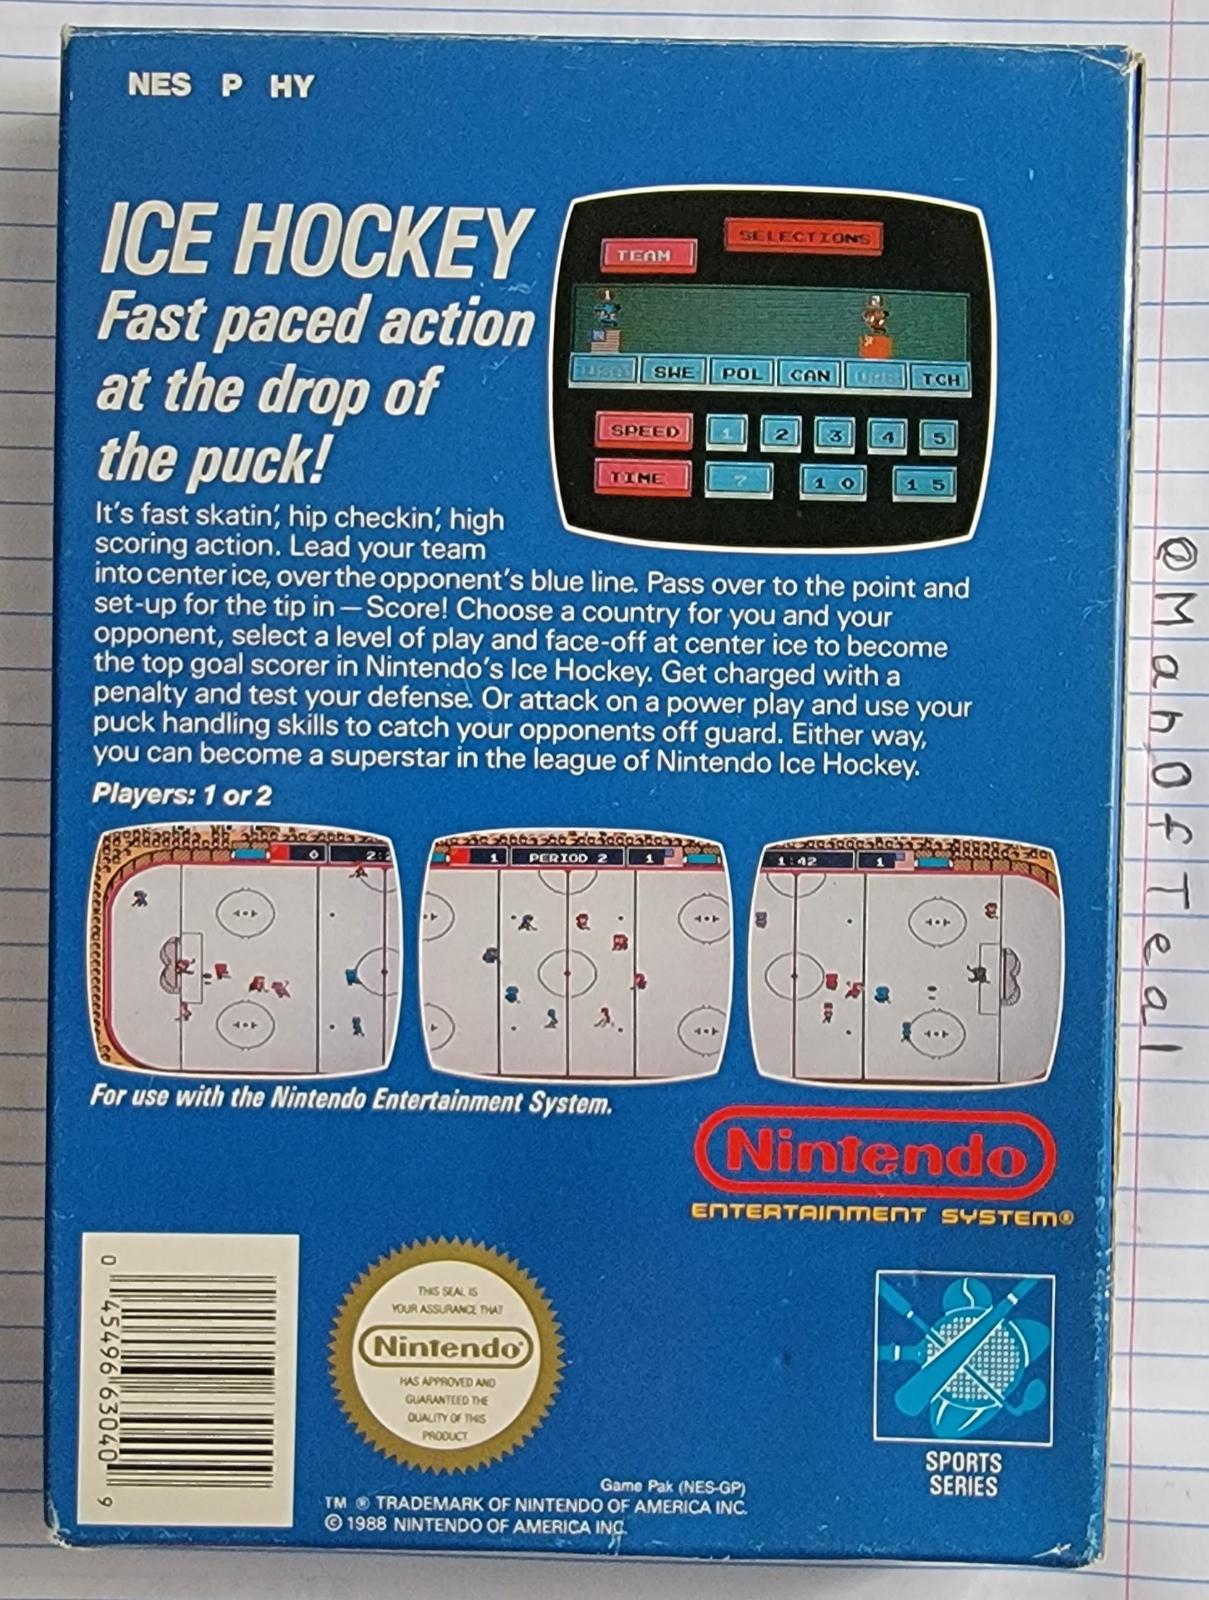 NES P HY
ICE HOCKEY
Fast paced action
at the drop of
the puck!
SELECTIONS
TEAM
USA SWE POL CAN URS TCH
SPEED 1 2 3 4 5
TIME 7 10 15
It's fast skatin', hip checkin', high
scoring action. Lead your team
into center ice, over the opponent's blue line. Pass over to the point and
set-up for the tip in — Score! Choose a country for you and your
opponent, select a level of play and face-off at center ice to become
the top goal scorer in Nintendo's Ice Hockey. Get charged with a
penalty and test your defense. Or attack on a power play and use your
puck handling skills to catch your opponents off guard. Either way,
you can become a superstar in the league of Nintendo Ice Hockey.
Players: 1 or 2
0 2:2
1 PERIOD 2 1
1:42 1
For use with the Nintendo Entertainment System.
Nintendo
ENTERTAINMENT SYSTEM®
0 45496 63040 9
THIS SEAL IS
YOUR ASSURANCE THAT
Nintendo®
HAS APPROVED AND
GUARANTEED THE
QUALITY OF THIS
PRODUCT
SPORTS
SERIES
Game Pak (NES-GP)
TM ® TRADEMARK OF NINTENDO OF AMERICA INC.
© 1988 NINTENDO OF AMERICA INC.
@ManOfTeal